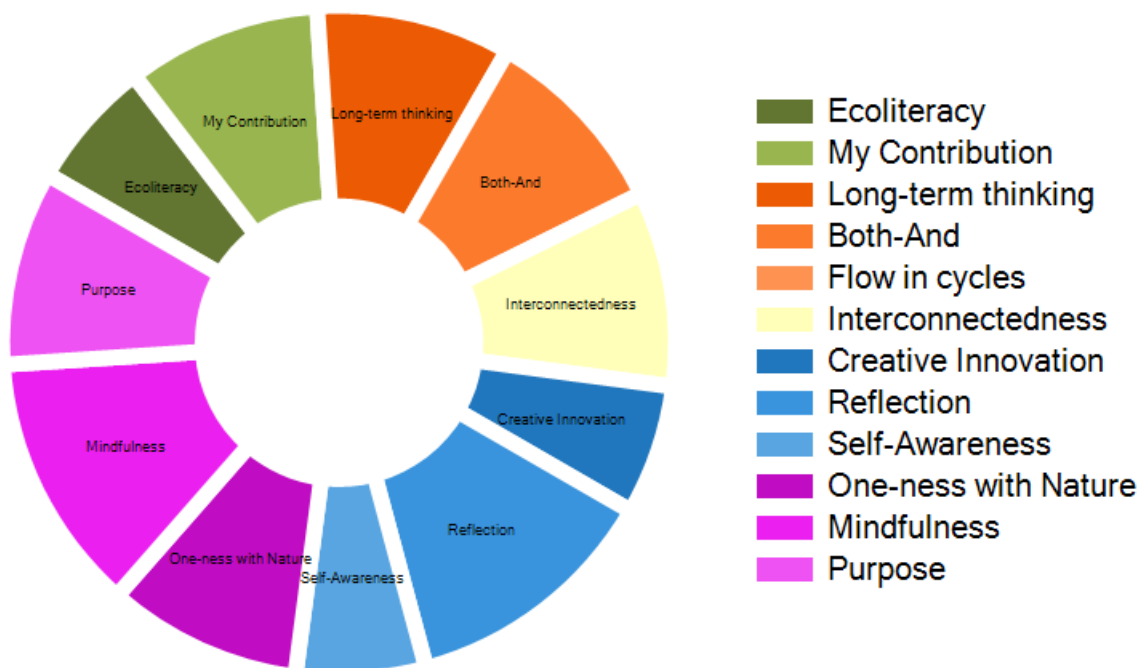 My Contribution
Long-term thinking
Both-And
Ecoliteracy
Purpose
Interconnectedness
Mindfulness
Creative Innovation
Reflection
One-ness with Nature
Self-Awareness
Ecoliteracy
My Contribution
Long-term thinking
Both-And
Flow in cycles
Interconnectedness
Creative Innovation
Reflection
Self-Awareness
One-ness with Nature
Mindfulness
Purpose